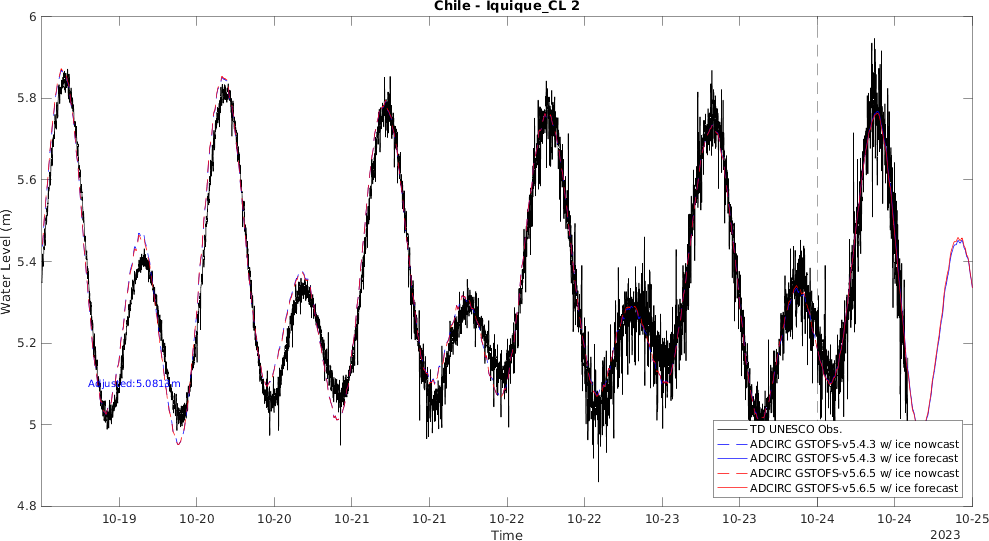 Chile - Iquique_CL 2
6
5.8
5.6
5.4
5.2
5
4.8
Water Level (m)
Adjusted:5.0813m
TD UNESCO Obs.
ADCIRC GSTOFS-v5.4.3 w/ ice nowcast
ADCIRC GSTOFS-v5.4.3 w/ ice forecast
ADCIRC GSTOFS-v5.6.5 w/ ice nowcast
ADCIRC GSTOFS-v5.6.5 w/ ice forecast
10-19 10-20 10-20 10-21 10-21 10-22 10-22 10-23 10-23 10-24 10-24 10-25
Time
2023